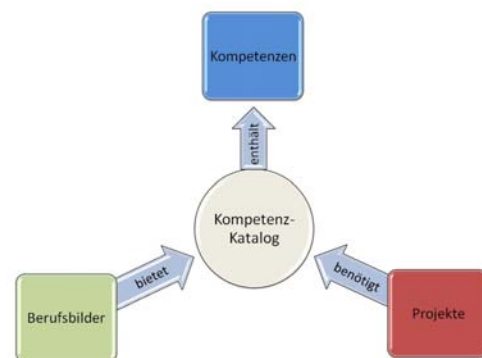 Kompetenzen
enthält
Kompetenz-
Katalog
bietet
benötigt
Berufsbilder
Projekte